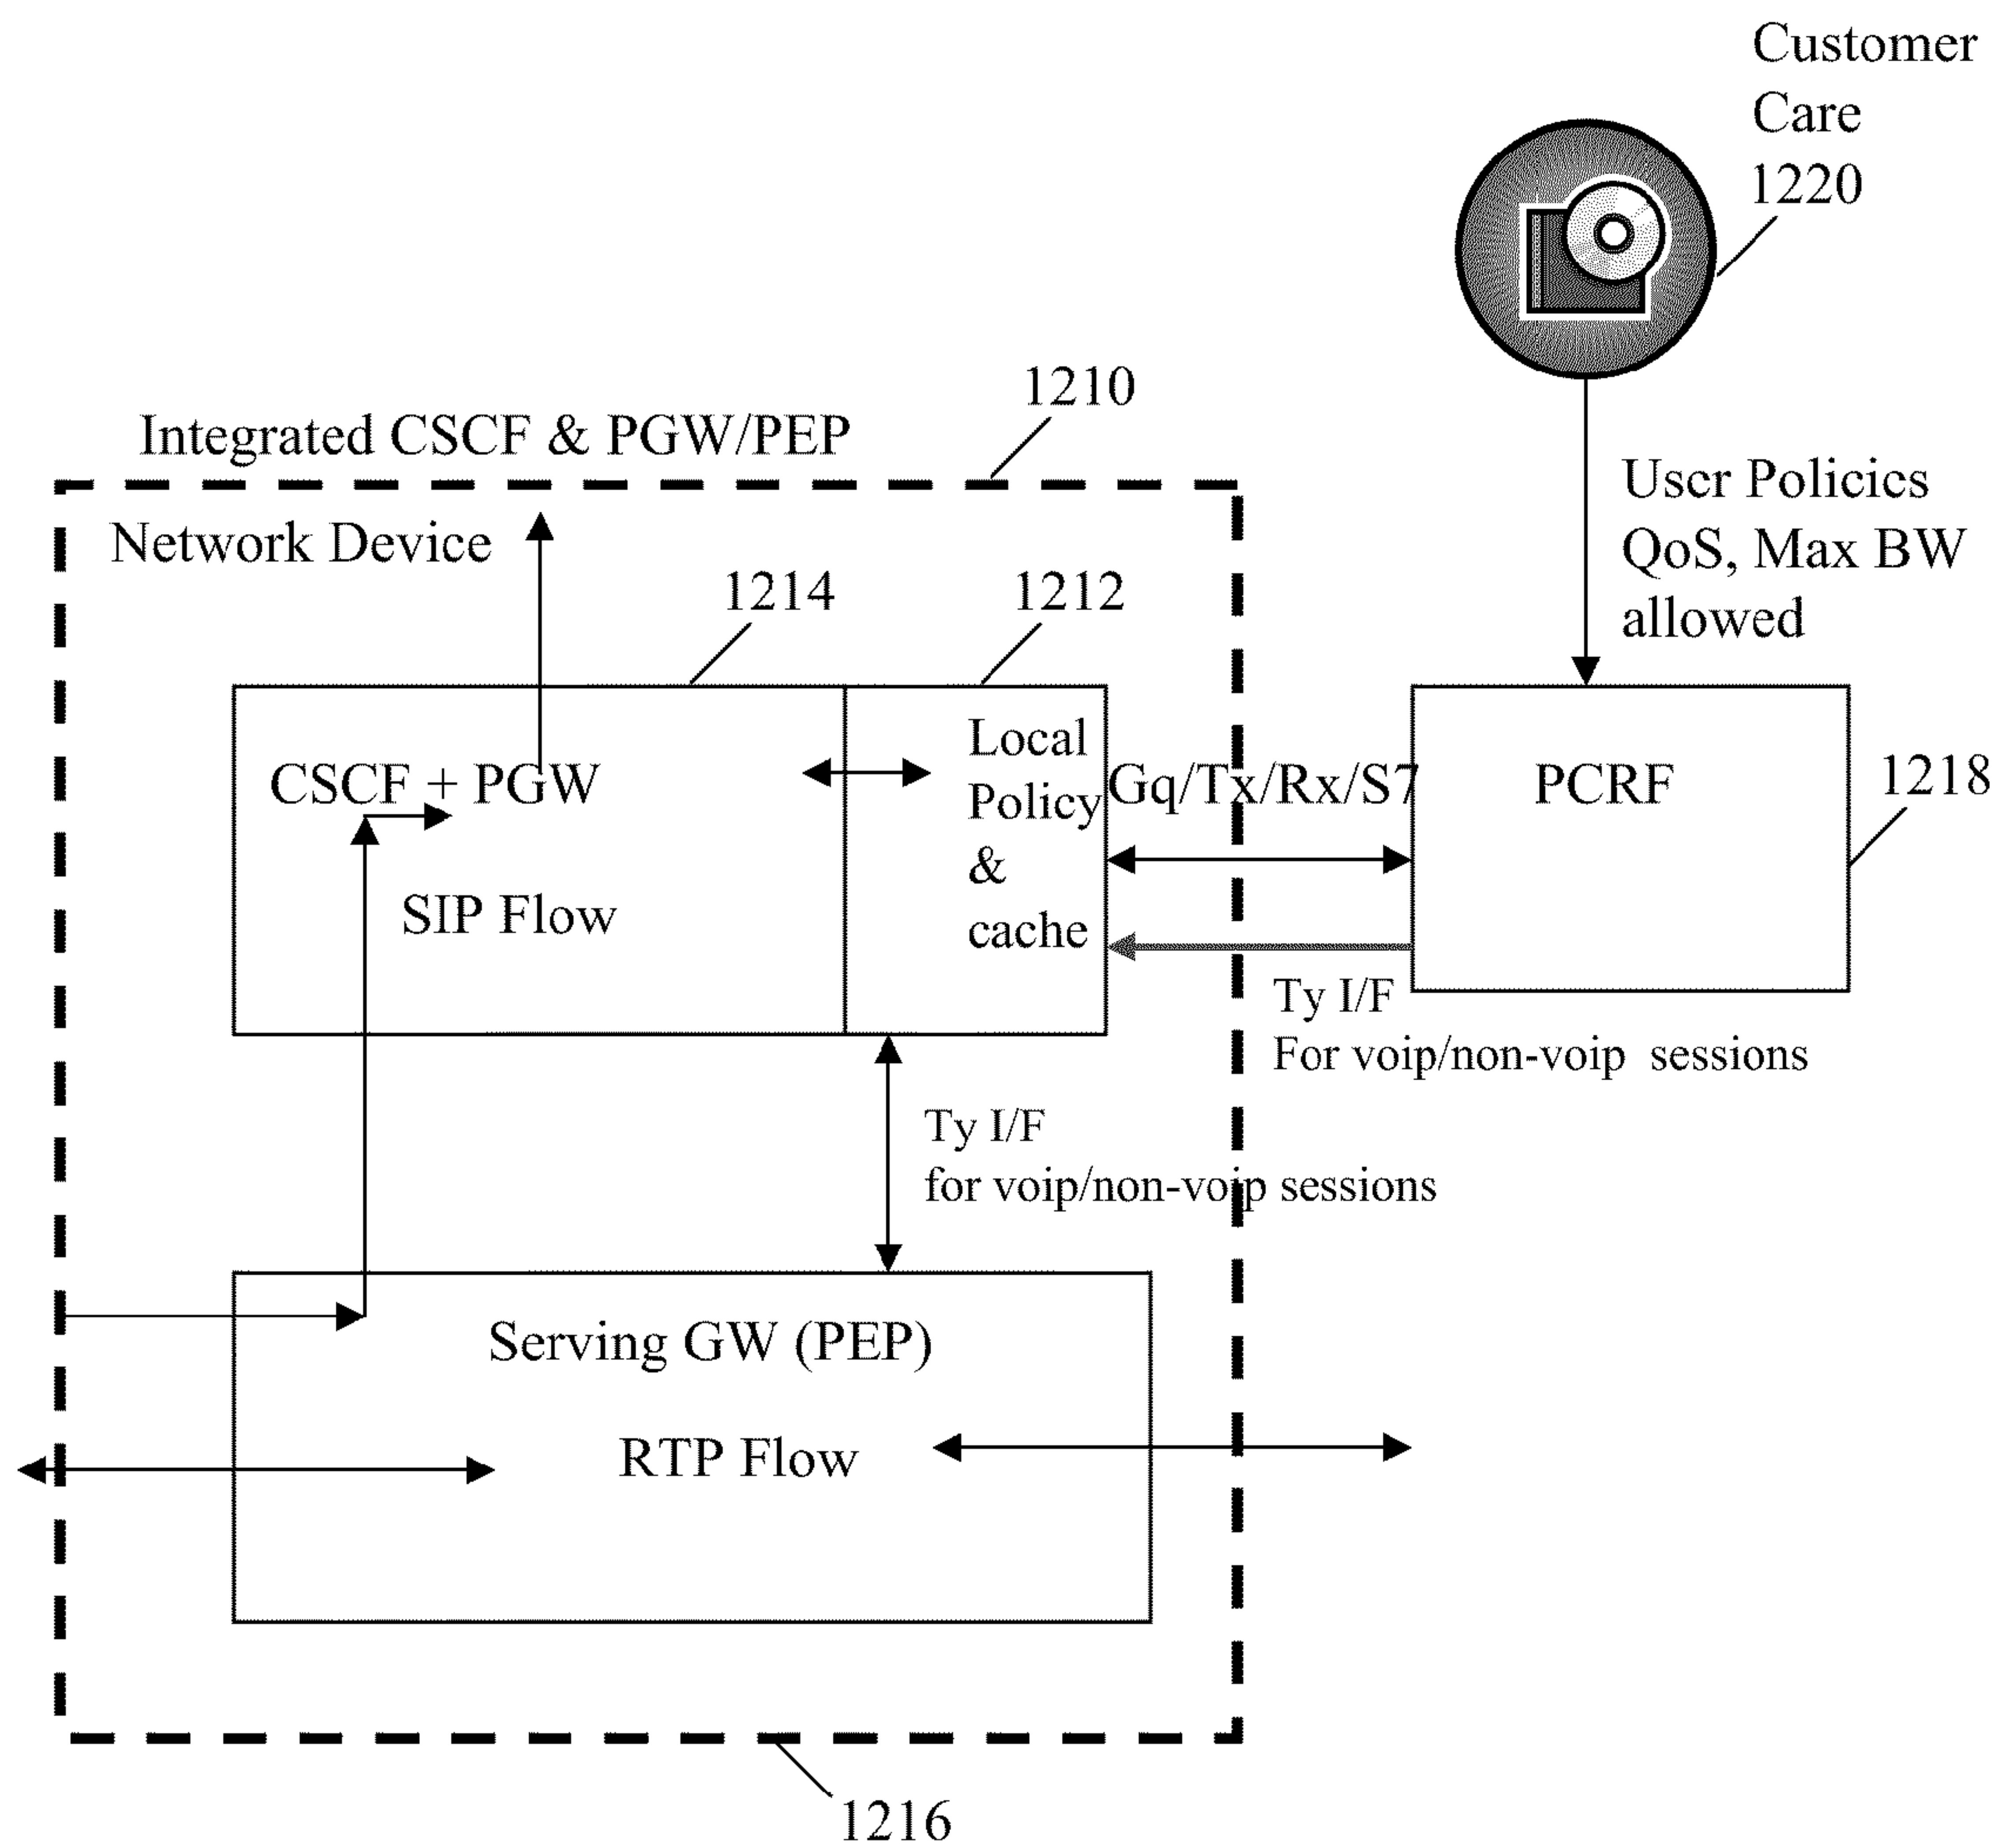 Customer
Care
1220
1210
Integrated CSCF & PGW/PEP
User Policies
QoS, Max BW
allowed
Network Device
1214
1212
CSCF + PGW
SIP Flow
Local
Policy
&
cache
Gq/Tx/Rx/S7
PCRF
1218
Ty I/F
For voip/non-voip sessions
Ty I/F
for voip/non-voip sessions
Serving GW (PEP)
RTP Flow
1216